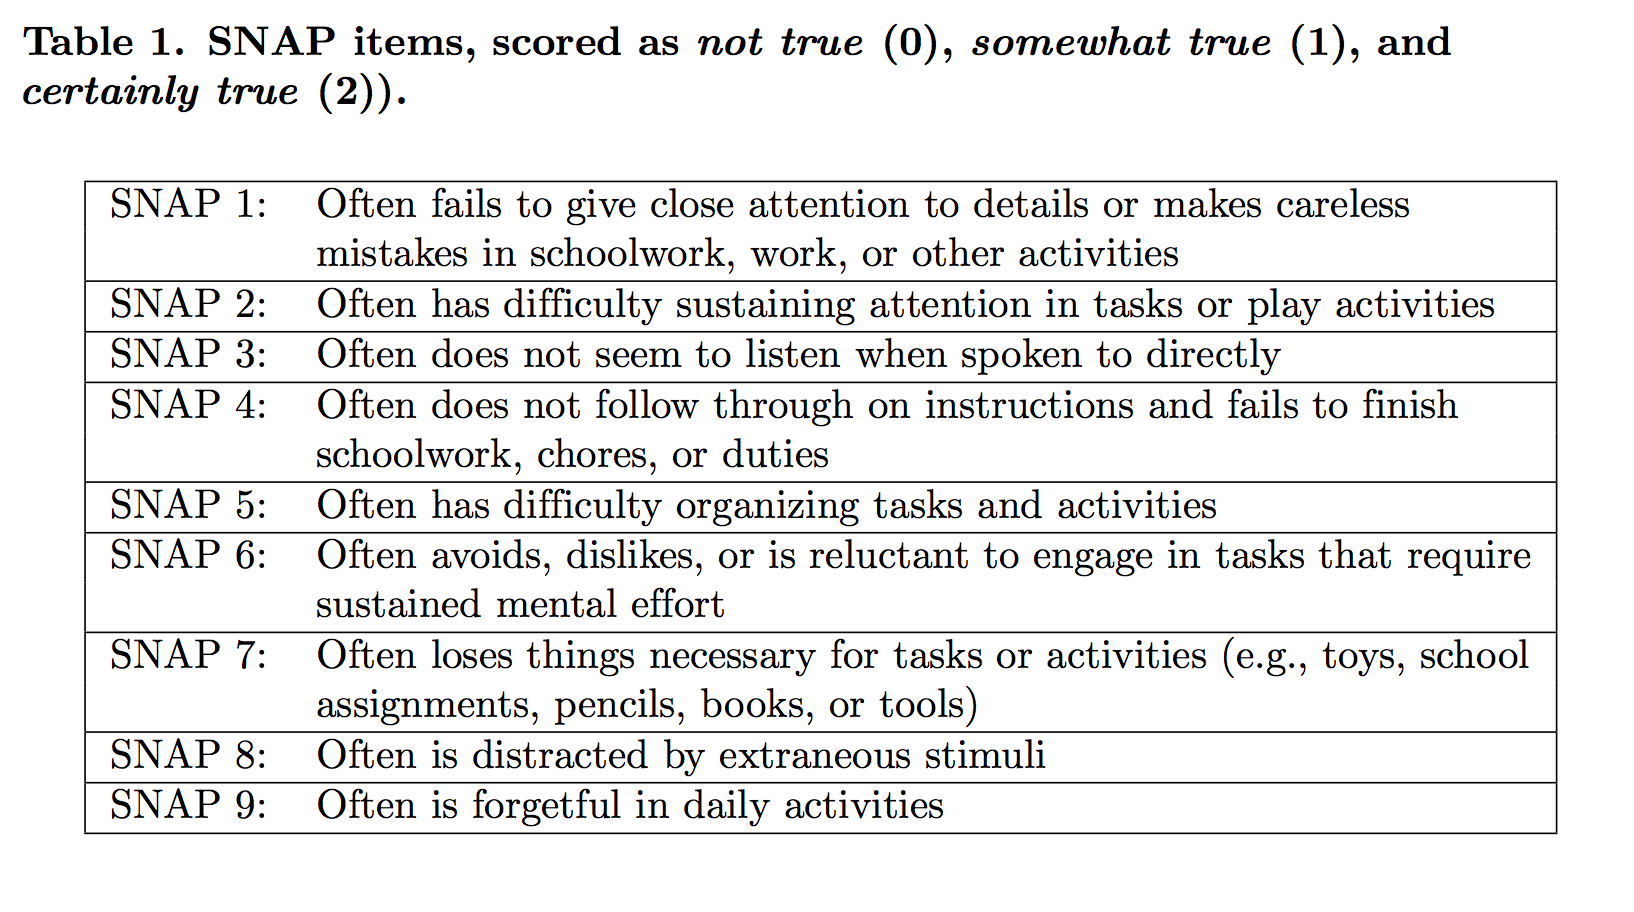 Table 1. SNAP items, scored as not true (0), somewhat true (1), and
certainly true (2)).
SNAP 1: Often fails to give close attention to details or makes careless
mistakes in schoolwork, work, or other activities
SNAP 2: Often has difficulty sustaining attention in tasks or play activities
SNAP 3: Often does not seem to listen when spoken to directly
SNAP 4: Often does not follow through on instructions and fails to finish
schoolwork, chores, or duties
SNAP 5: Often has difficulty organizing tasks and activities
SNAP 6: Often avoids, dislikes, or is reluctant to engage in tasks that require
sustained mental effort
SNAP 7: Often loses things necessary for tasks or activities (e.g., toys, school
assignments, pencils, books, or tools)
SNAP 8: Often is distracted by extraneous stimuli
SNAP 9: Often is forgetful in daily activities